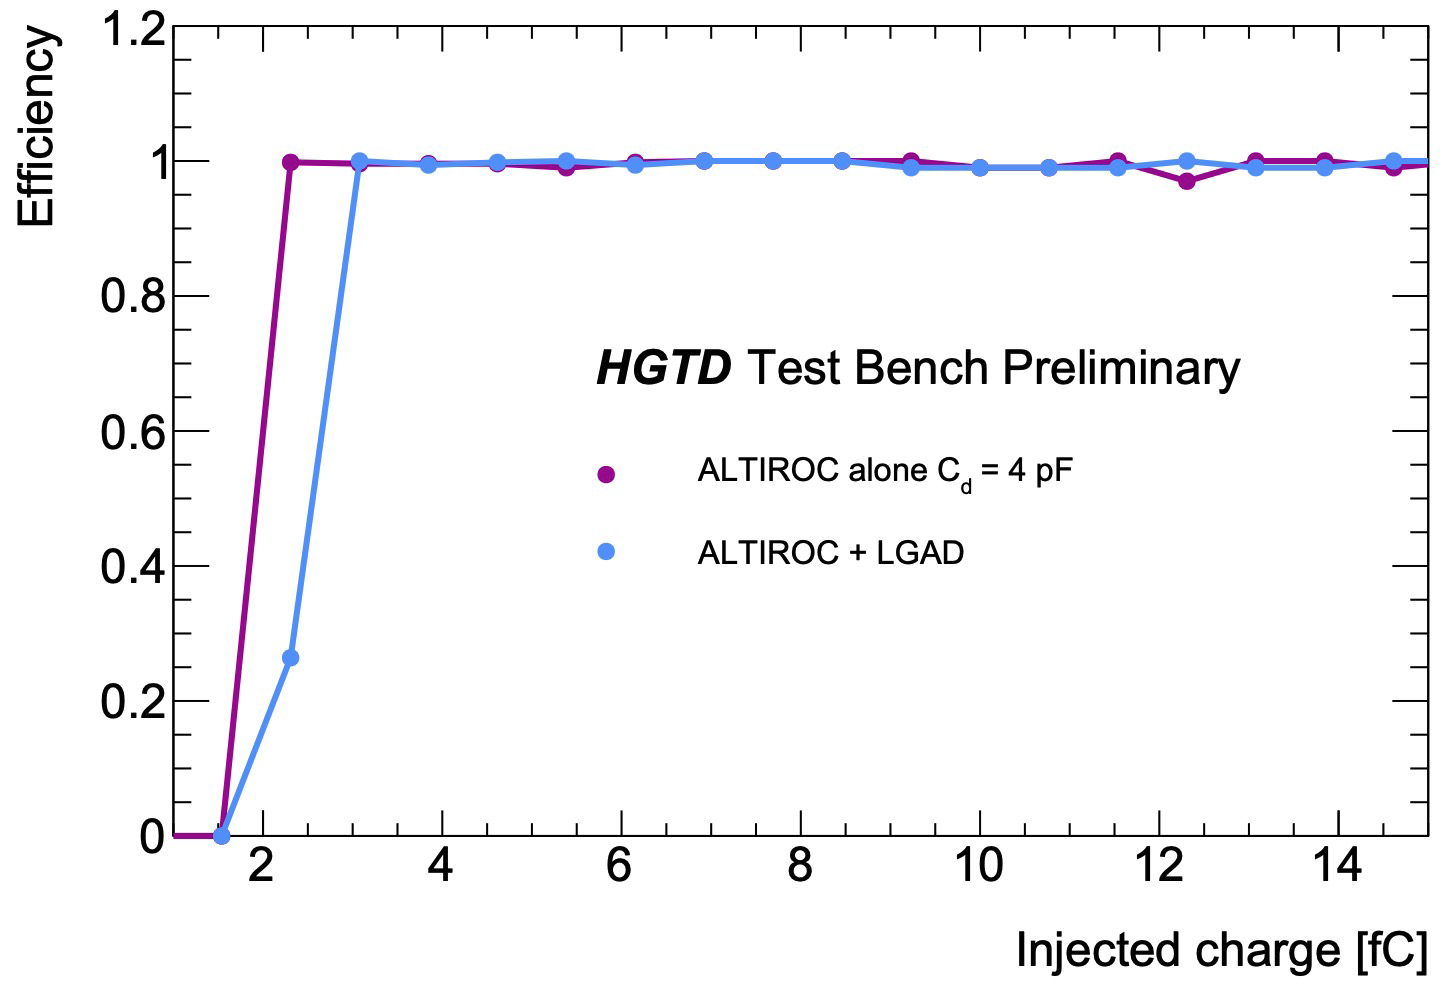 Efficiency
1.2
1
0.8
0.6
0.4
0.2
0
HGTD Test Bench Preliminary
ALTIROC alone Cd = 4 pF
ALTIROC + LGAD
2 4 6 8 10 12 14
Injected charge [fC]